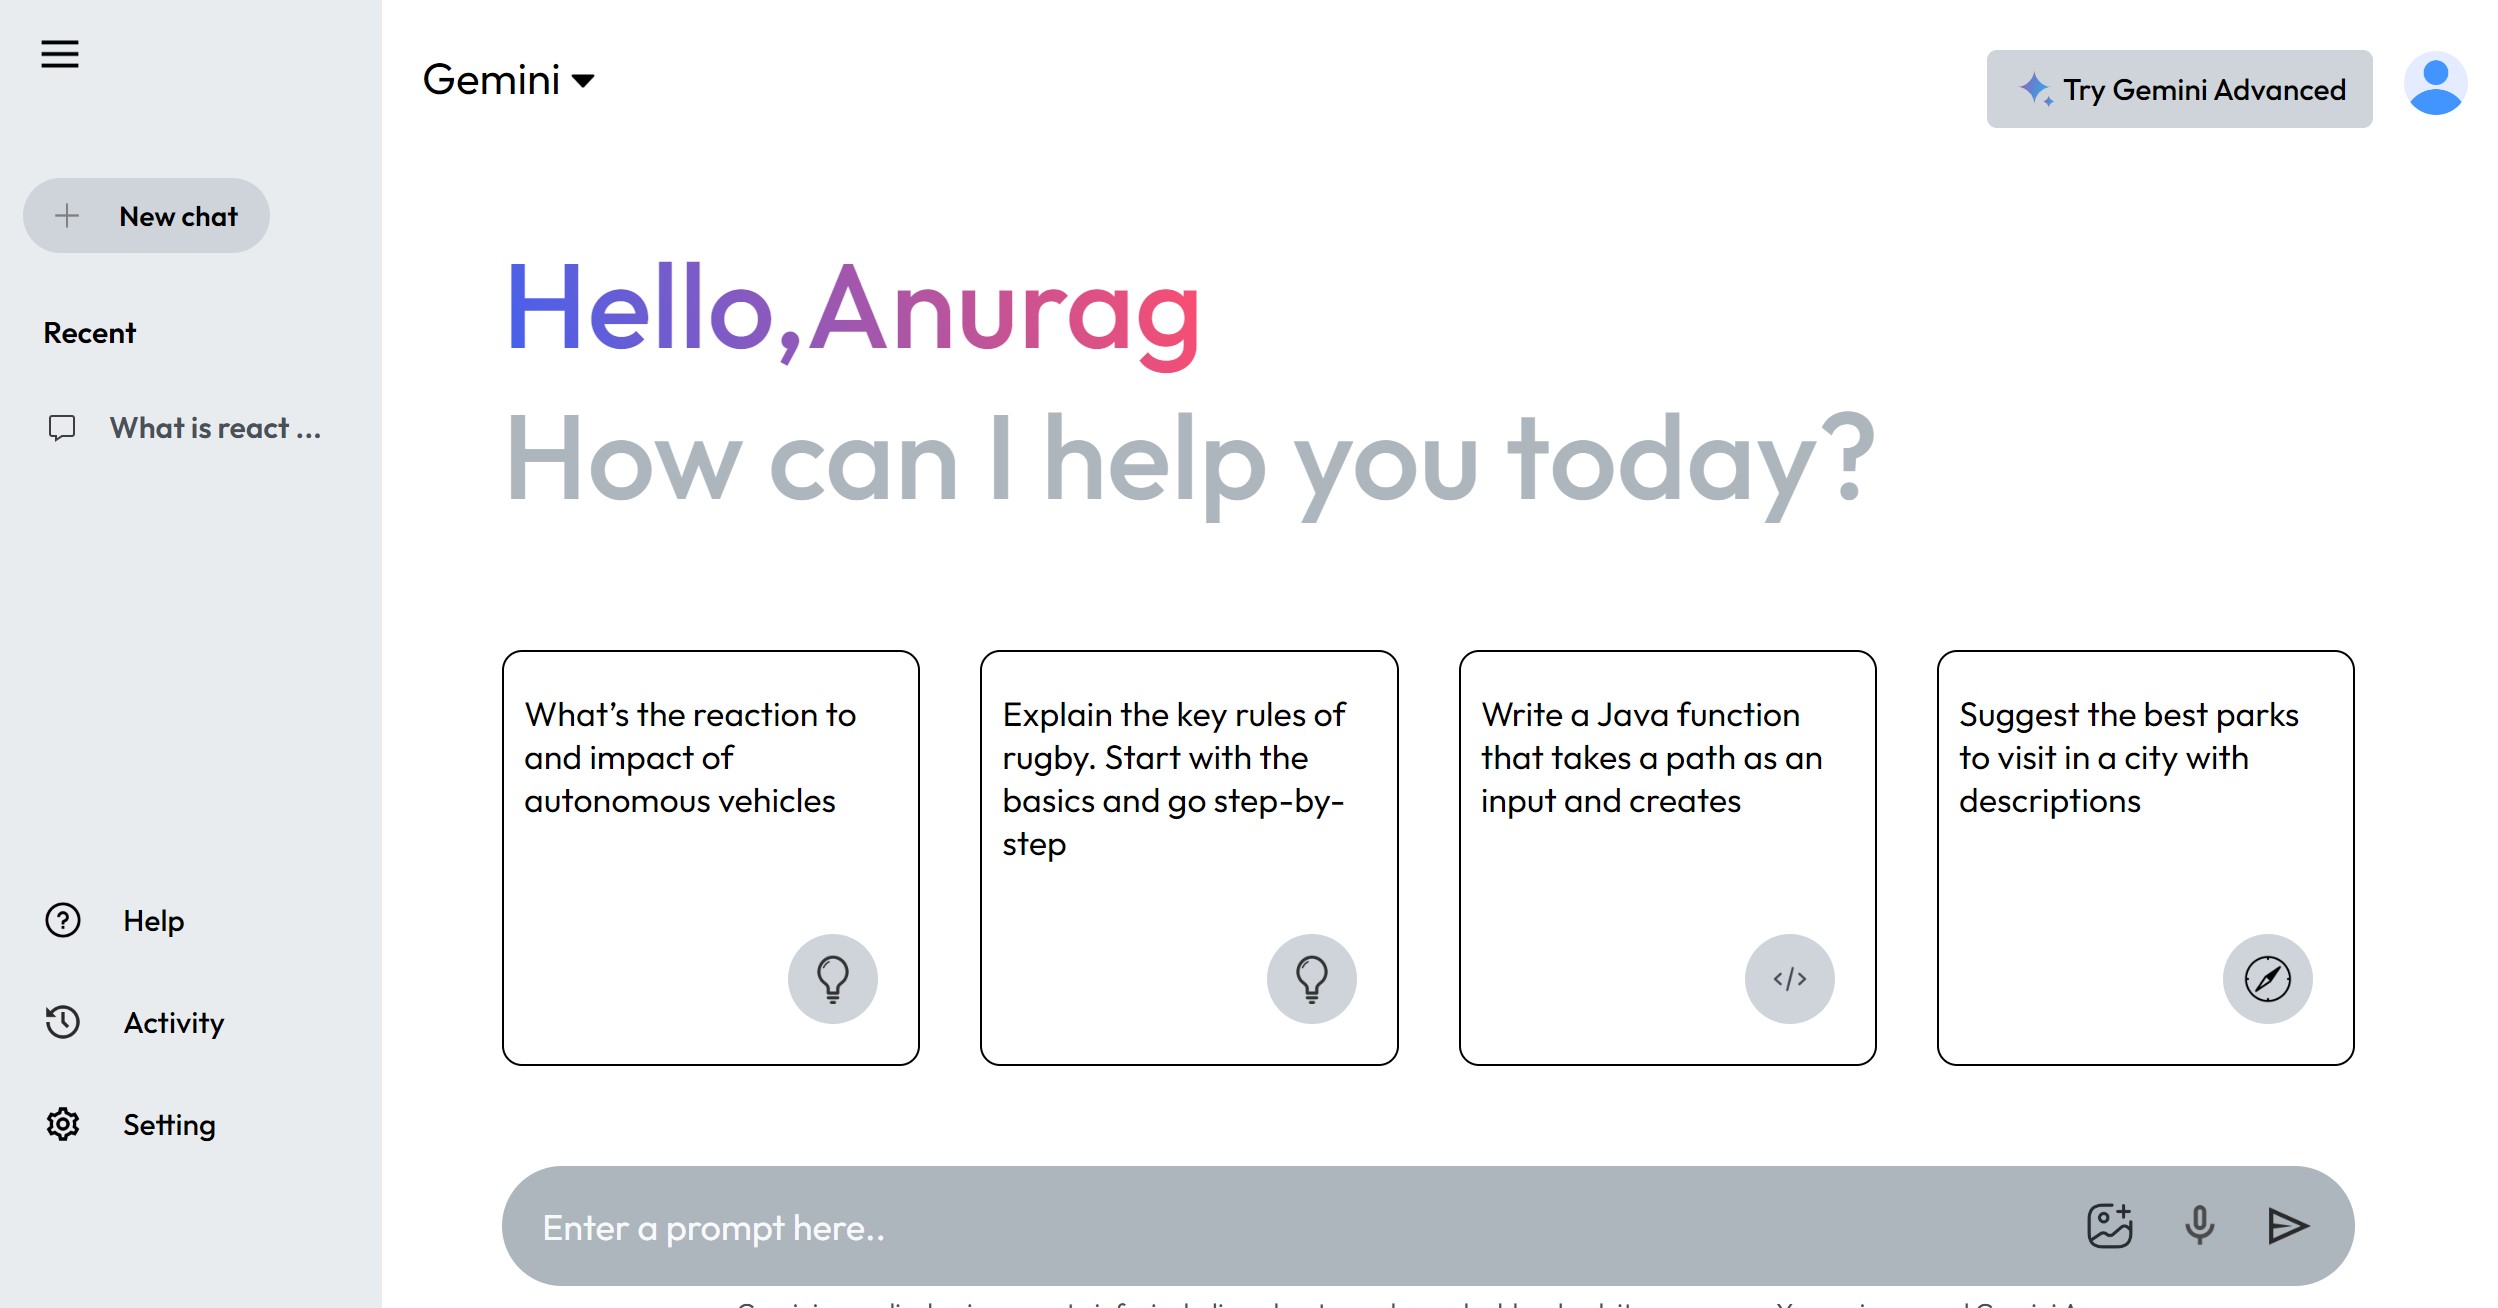 Gemini
Try Gemini Advanced
New chat
Recent
What is react ...
Help
Activity
Setting
Hello,Anurag
How can I help you today?
What's the reaction to
and impact of
autonomous vehicles
Explain the key rules of
rugby. Start with the
basics and go step-by-
step
Write a Java function
that takes a path as an
input and creates
Suggest the best parks
to visit in a city with
descriptions
</>
Enter a prompt here..